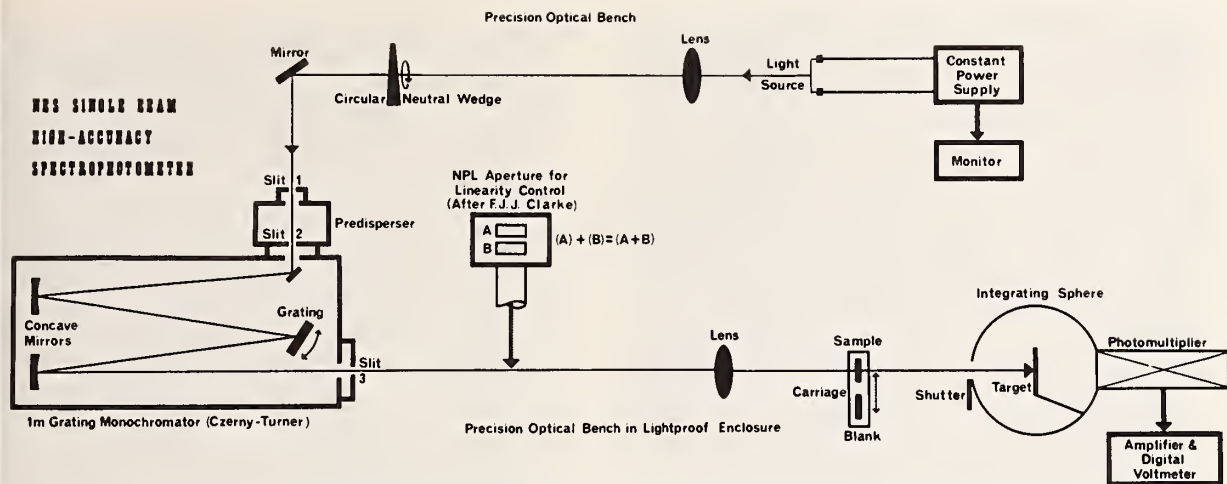 Precision Optical Bench
Mirror
Lens
Light
Source
Constant
Power
Supply
Circular Neutral Wedge
Monitor
NBS SINGLE BEAM
HIGH-ACCURACY
SPECTROPHOTOMETER
Slit 1
Predisperser
Slit 2
NPL Aperture for
Linearity Control
(After F.J.J. Clarke)
A
B
(A) + (B) = (A+B)
Grating
Concave
Mirrors
Slit
3
1m Grating Monochromator (Czerny-Turner)
Lens
Sample
Carriage
Blank
Integrating Sphere
Shutter
Target
Photomultiplier
Precision Optical Bench in Lightproof Enclosure
Amplifier &
Digital
Voltmeter